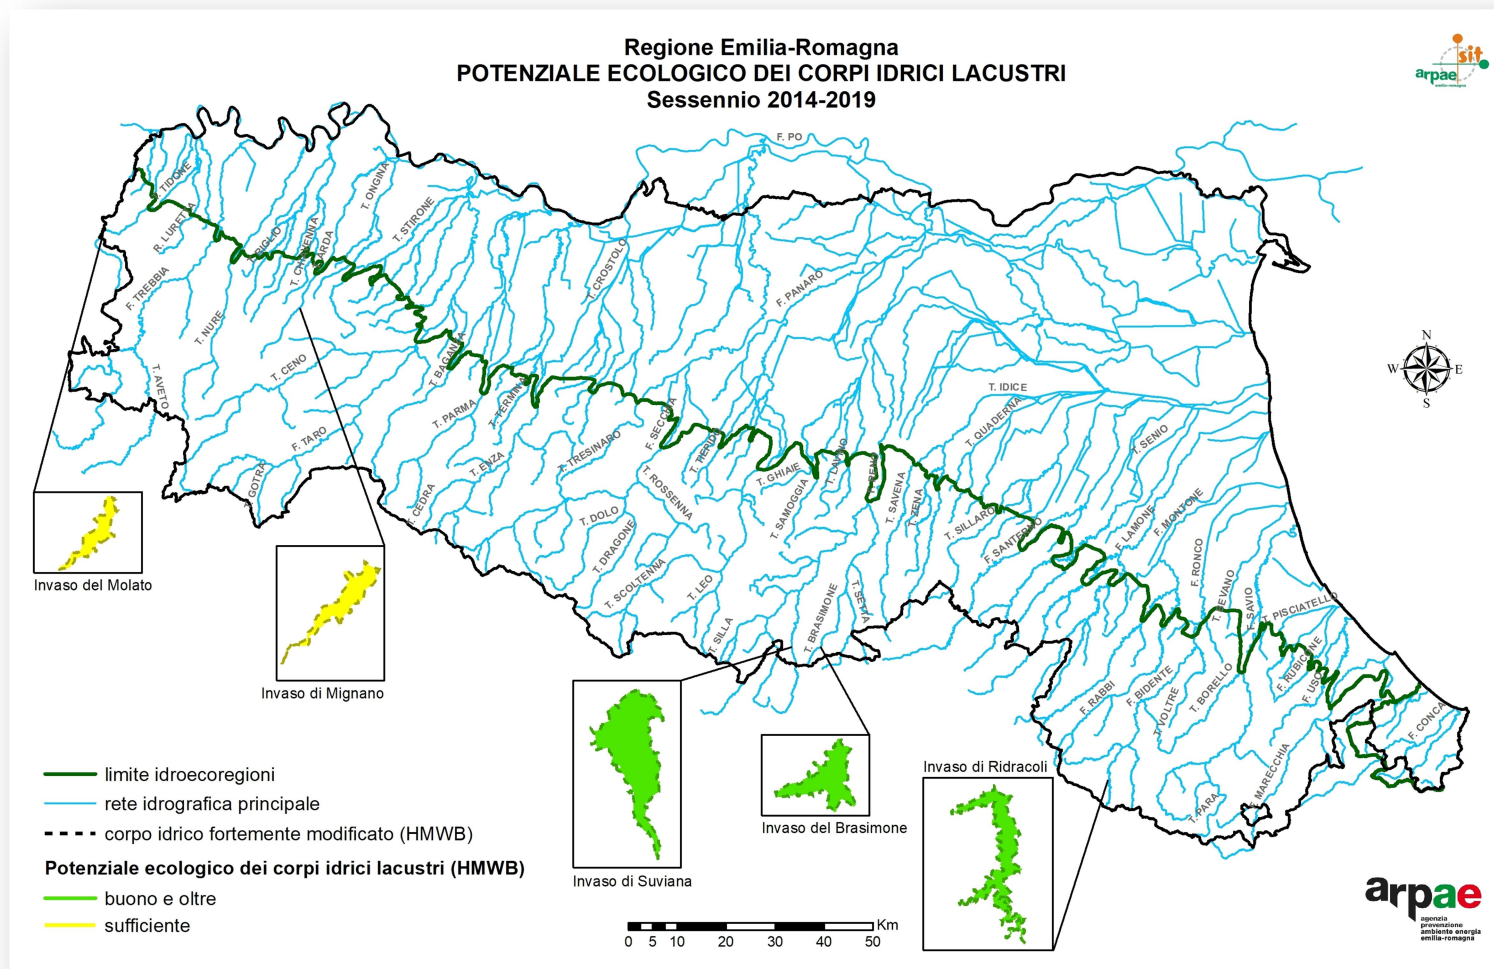 Regione Emilia-Romagna
POTENZIALE ECOLOGICO DEI CORPI IDRICI LACUSTRI
Sessennio 2014-2019
sit
arpae
emilia-romagna
F. PO
TIDONE
R. LURETTA
F. TREBBIA
T. NURE
T. AVETO
T. ONGINA
T. STIRONE
T. CENO
F. TARO
T. BAGANZA
T. PARMA
T. ENZA
T. CEDRA
T. CROSTOLO
T. TRESINARO
F. SECCHIA
F. PANARO
T. TIEPIDO
T. ROSSENNA
T. DOLO
T. DRAGONE
T. SCOLTENNA
T. LEO
T. SILLA
T. GHIAIE
T. SAMOGGIA
T. LAVINO
T. SAVENA
T. ZENA
T. BRASIMONE
T. SETTA
T. IDICE
T. QUADERNA
T. SILLARO
F. SANTERNO
T. SENIO
F. LAMONE
F. MONTONE
F. RONCO
T. BEVANO
F. SAVIO
T. PISCIATELLO
F. RUBICONE
F. USO
F. RABBI
F. BIDENTE
T. VOLTRE
T. BORELLO
T. PARA
F. MARECCHIA
F. CONCA
N
W
E
S
Invaso del Molato
Invaso di Mignano
Invaso di Suviana
Invaso del Brasimone
Invaso di Ridracoli
limite idroecoregioni
rete idrografica principale
corpo idrico fortemente modificato (HMWB)
Potenziale ecologico dei corpi idrici lacustri (HMWB)
buono e oltre
sufficiente
Km
0 5 10 20 30 40 50
arpae
agenzia
prevenzione
ambiente energia
emilia-romagna